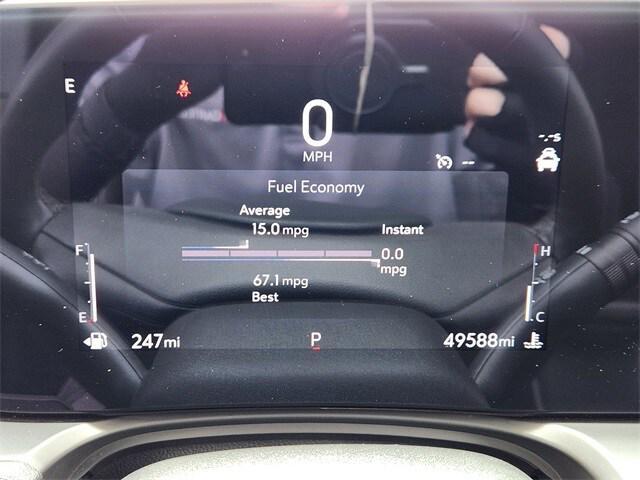 E
0
MPH
-.-s
--
Fuel Economy
Average
15.0 mpg
Instant
0.0
mpg
67.1 mpg
Best
F
E
H
C
247mi
P
49588mi